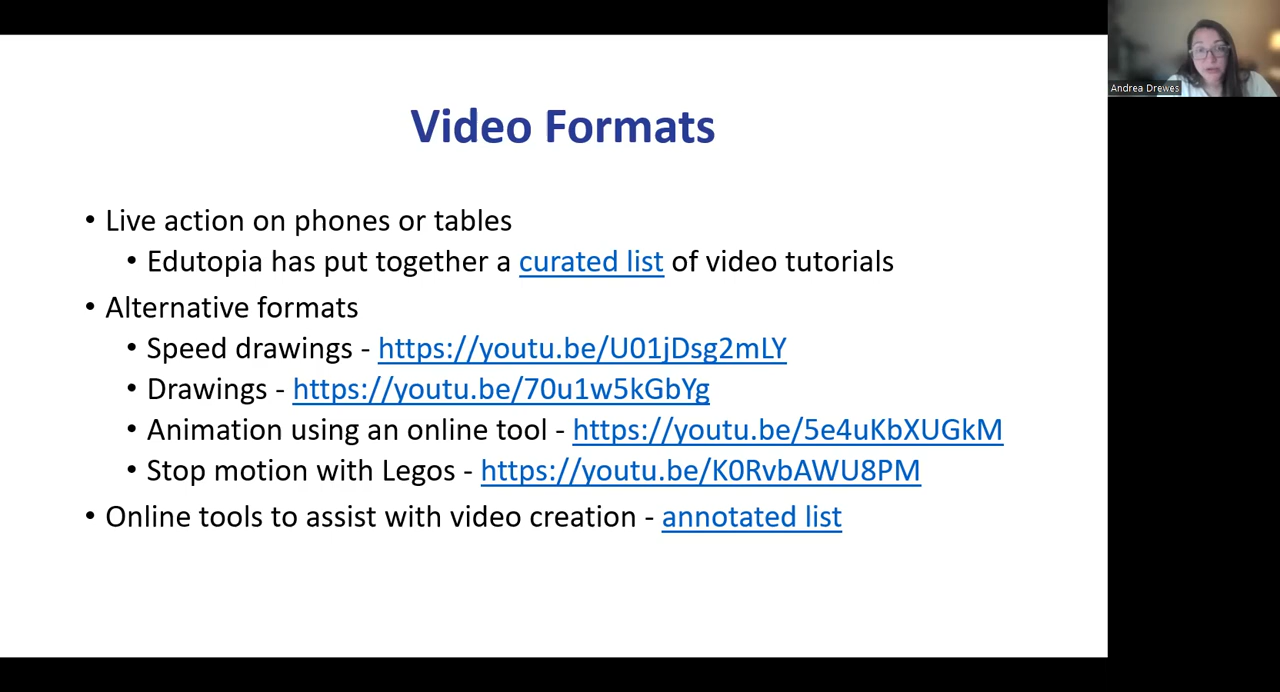 Video Formats
• Live action on phones or tables
• Edutopia has put together a curated list of video tutorials
• Alternative formats
• Speed drawings - https://youtu.be/U01jDsg2mLY
• Drawings - https://youtu.be/70u1w5kGbYg
• Animation using an online tool - https://youtu.be/5e4uKbXUGkM
• Stop motion with Legos - https://youtu.be/K0RvbAWU8PM
• Online tools to assist with video creation - annotated list
Andrea Drewes